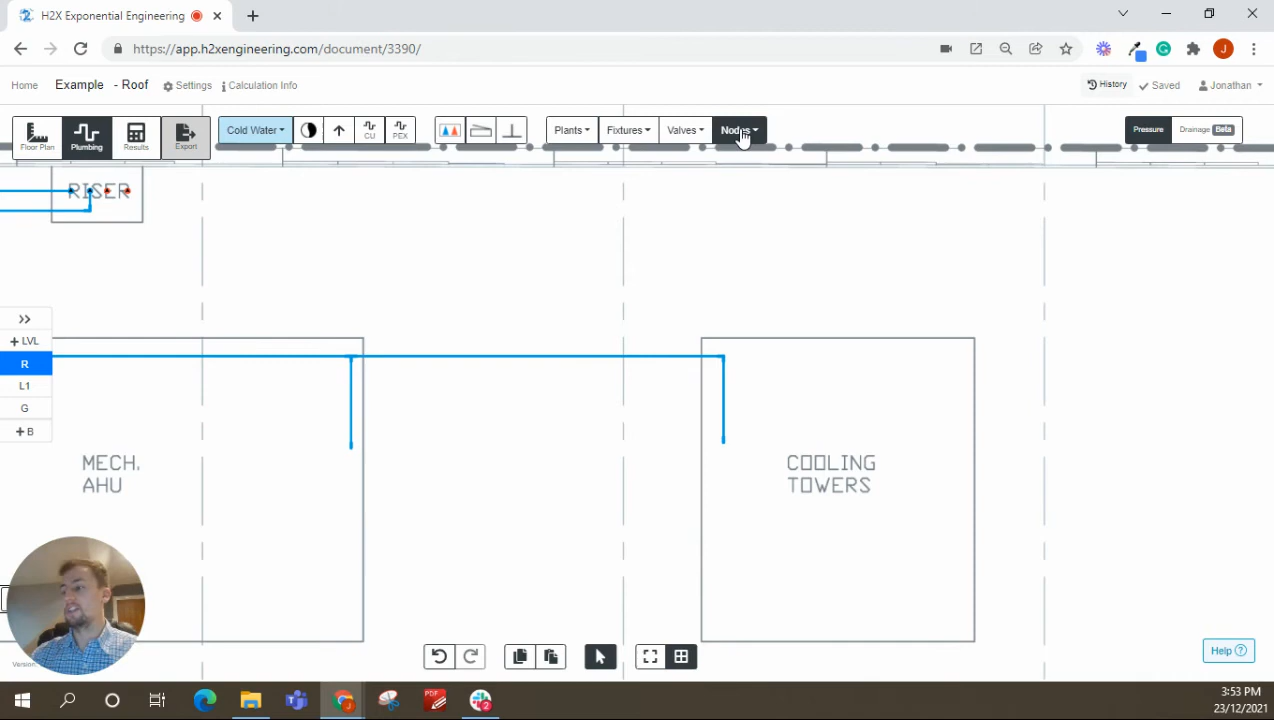 H2X Exponential Engineering
https://app.h2xengineering.com/document/3390/
J
Home
Example
- Roof
Settings
Calculation Info
History
Saved
Jonathan
Floor Plan
Plumbing
Results
Export
Cold Water
CU
PEX
Plants
Fixtures
Valves
Nodes
Pressure
Drainage Beta
RISER
+ LVL
R
L1
G
+ B
MECH.
AHU
COOLING
TOWERS
Help
PDF
2
3:53 PM
23/12/2021